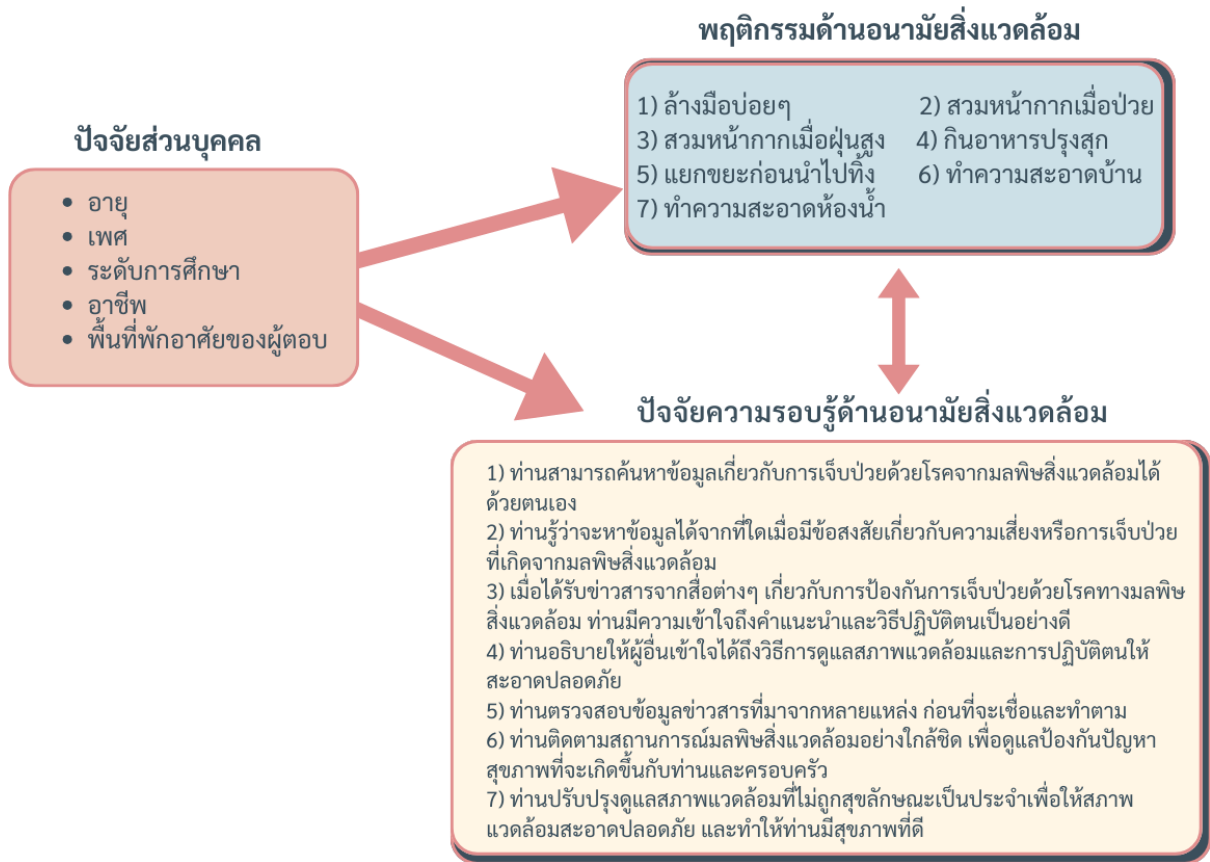 พฤติกรรมด้านอนามัยสิ่งแวดล้อม
1) ล้างมือบ่อยๆ 2) สวมหน้ากากเมื่อป่วย
3) สวมหน้ากากเมื่อฝุ่นสูง 4) กินอาหารปรุงสุก
5) แยกขยะก่อนนำไปทิ้ง 6) ทำความสะอาดบ้าน
7) ทำความสะอาดห้องน้ำ
ปัจจัยส่วนบุคคล
• อายุ
• เพศ
• ระดับการศึกษา
• อาชีพ
• พื้นที่พักอาศัยของผู้ตอบ
ปัจจัยความรอบรู้ด้านอนามัยสิ่งแวดล้อม
1) ท่านสามารถค้นหาข้อมูลเกี่ยวกับการเจ็บป่วยด้วยโรคจากมลพิษสิ่งแวดล้อมได้
ด้วยตนเอง
2) ท่านรู้ว่าจะหาข้อมูลได้จากที่ใดเมื่อมีข้อสงสัยเกี่ยวกับความเสี่ยงหรือการเจ็บป่วย
ที่เกิดจากมลพิษสิ่งแวดล้อม
3) เมื่อได้รับข่าวสารจากสื่อต่างๆ เกี่ยวกับการป้องกันการเจ็บป่วยด้วยโรคทางมลพิษ
สิ่งแวดล้อม ท่านมีความเข้าใจถึงคำแนะนำและวิธีปฏิบัติตนเป็นอย่างดี
4) ท่านอธิบายให้ผู้อื่นเข้าใจได้ถึงวิธีการดูแลสภาพแวดล้อมและการปฏิบัติตนให้
สะอาดปลอดภัย
5) ท่านตรวจสอบข้อมูลข่าวสารที่มาจากหลายแหล่ง ก่อนที่จะเชื่อและทำตาม
6) ท่านติดตามสถานการณ์มลพิษสิ่งแวดล้อมอย่างใกล้ชิด เพื่อดูแลป้องกันปัญหา
สุขภาพที่จะเกิดขึ้นกับท่านและครอบครัว
7) ท่านปรับปรุงดูแลสภาพแวดล้อมที่ไม่ถูกสุขลักษณะเป็นประจำเพื่อให้สภาพ
แวดล้อมสะอาดปลอดภัย และทำให้ท่านมีสุขภาพที่ดี